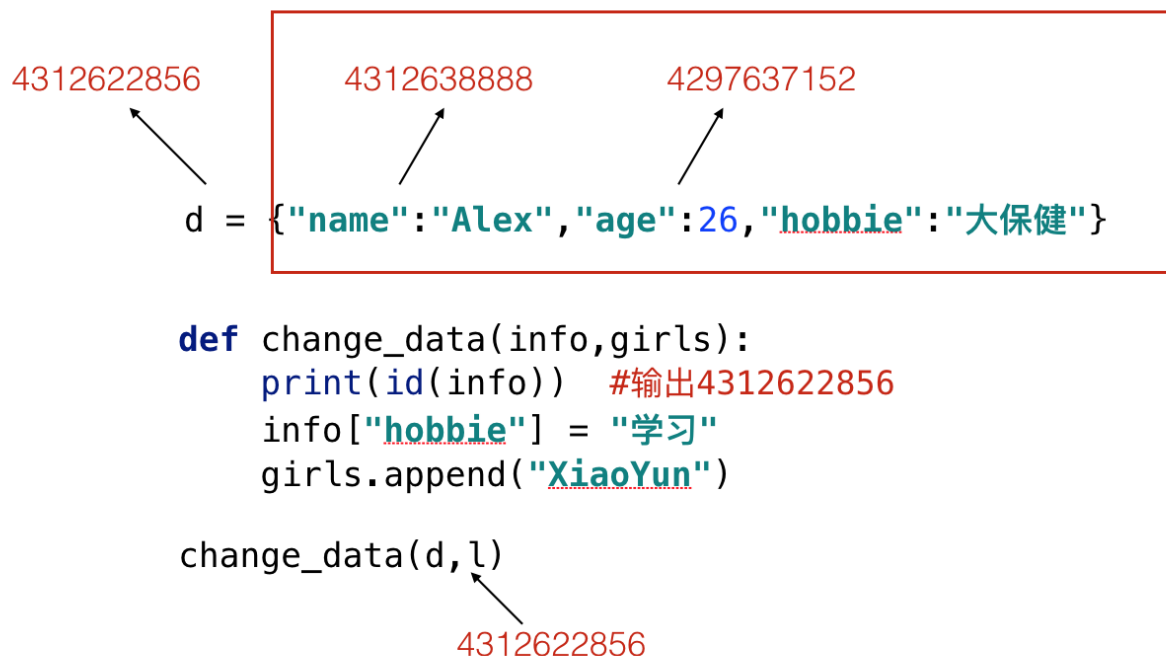 4312622856 4312638888 4297637152
d = {"name":"Alex","age":26,"hobbie":"大保健"}
def change_data(info,girls):
    print(id(info))  #输出4312622856
    info["hobbie"] = "学习"
    girls.append("XiaoYun")
change_data(d,l)
4312622856